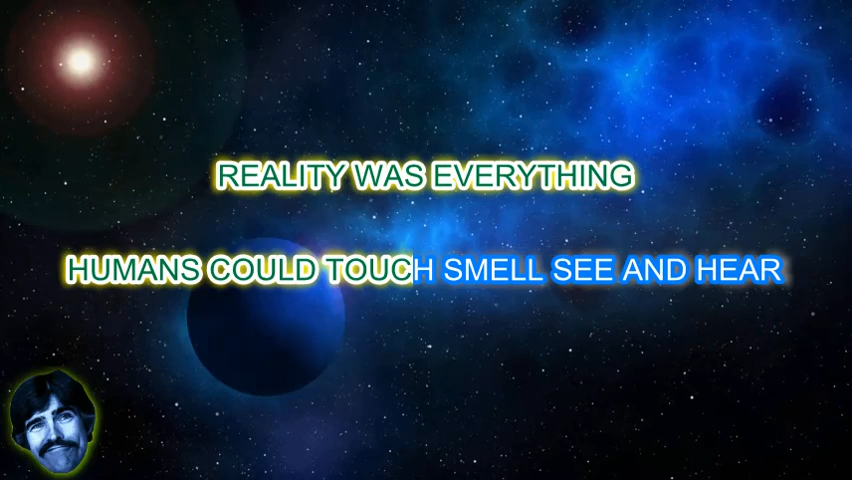 REALITY WAS EVERYTHING
HUMANS COULD TOUCH SMELL SEE AND HEAR